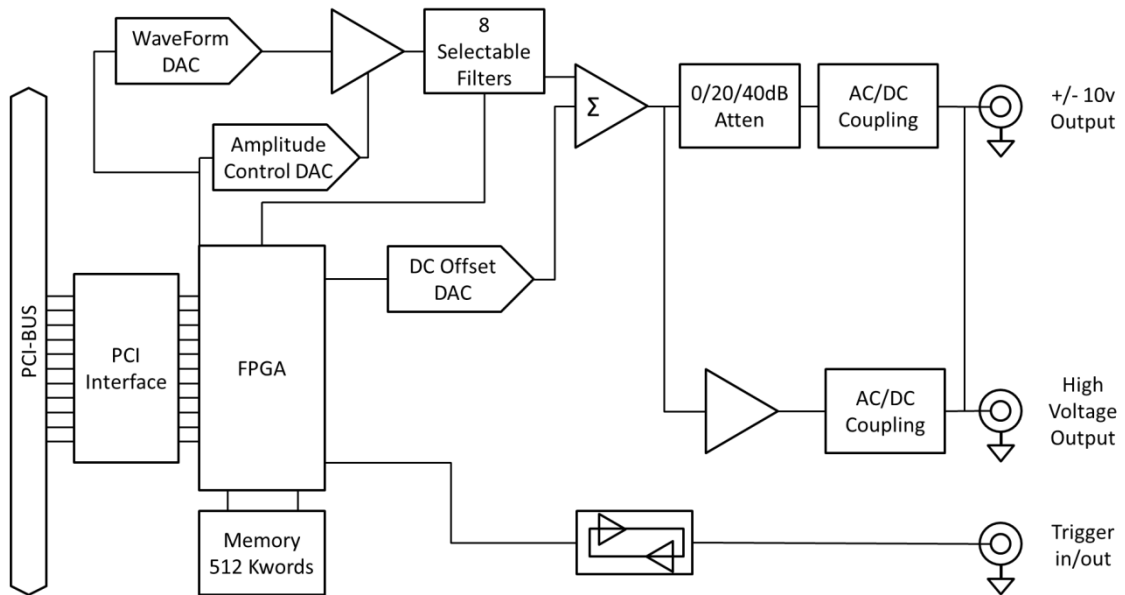 WaveForm
DAC
8
Selectable
Filters
Σ
0/20/40dB
Atten
AC/DC
Coupling
+/- 10v
Output
Amplitude
Control DAC
DC Offset
DAC
PCI-BUS
PCI
Interface
FPGA
AC/DC
Coupling
High
Voltage
Output
Memory
512 Kwords
Trigger
in/out